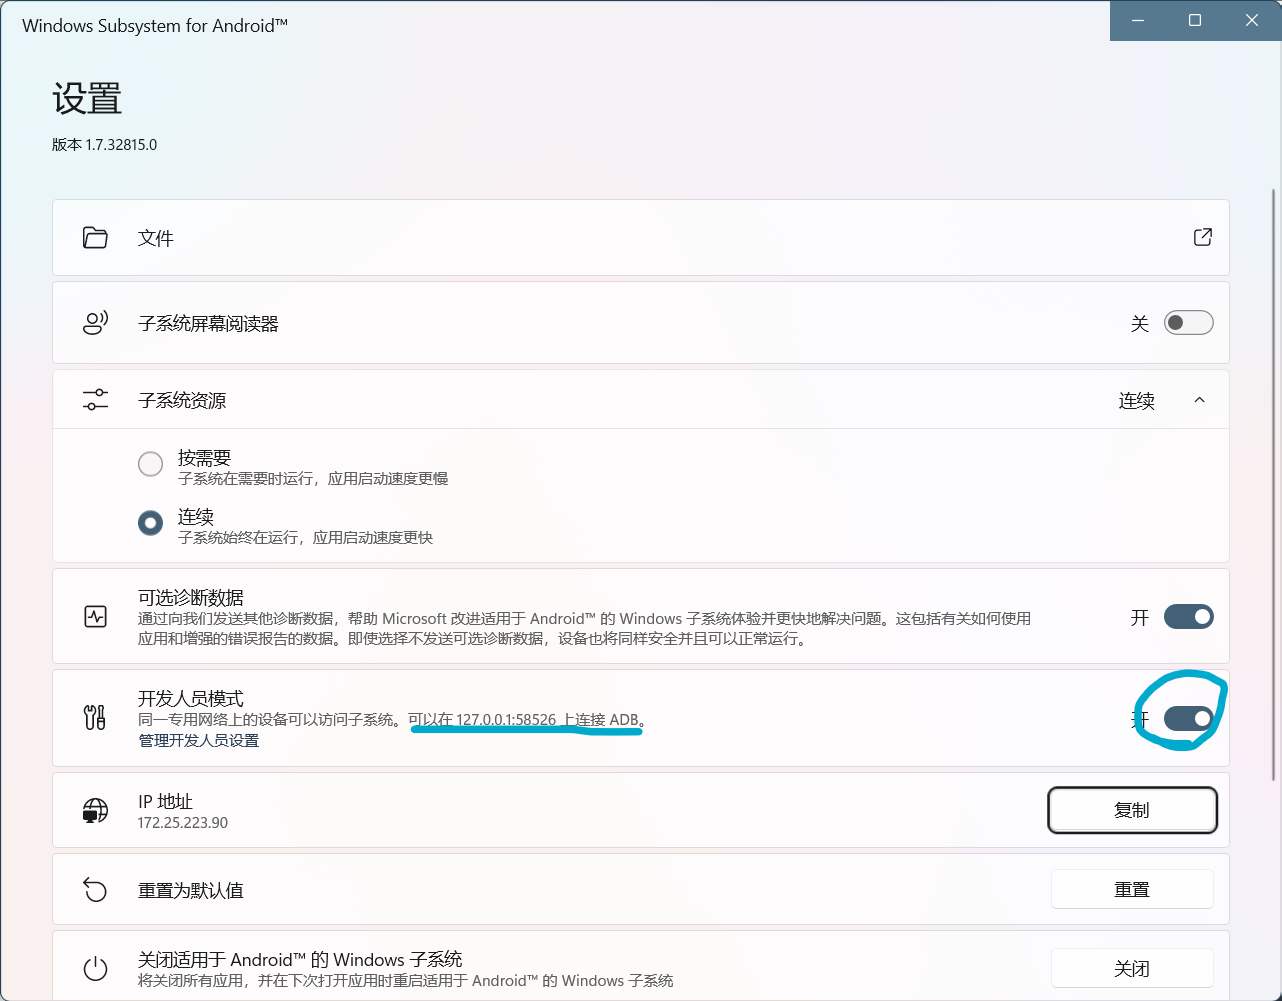 Windows Subsystem for Android™
设置
版本 1.7.32815.0
文件
子系统屏幕阅读器
关
子系统资源
连续
按需要
子系统在需要时运行，应用启动速度更慢
连续
子系统始终在运行，应用启动速度更快
可选诊断数据
通过向我们发送其他诊断数据，帮助 Microsoft 改进适用于 Android™ 的 Windows 子系统体验并更快地解决问题。这包括有关如何使用
应用和增强的错误报告的数据。即使选择不发送可选诊断数据，设备也将同样安全并且可以正常运行。
开
开发人员模式
同一专用网络上的设备可以访问子系统。可以在 127.0.0.1:58526 上连接 ADB。
管理开发人员设置
开
IP 地址
172.25.223.90
复制
重置为默认值
重置
关闭适用于 Android™ 的 Windows 子系统
将关闭所有应用，并在下次打开应用时重启适用于 Android™ 的 Windows 子系统
关闭